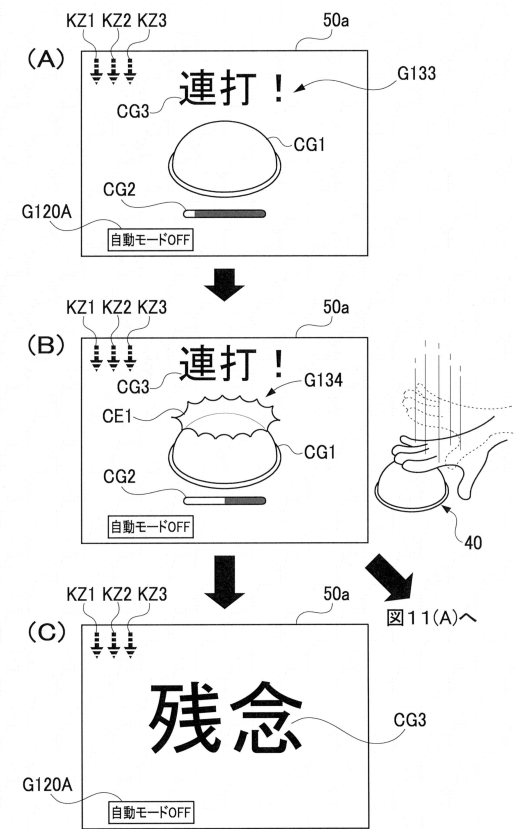 KZ1 KZ2 KZ3
50a
(A)
連打！
G133
CG3
CG1
CG2
G120A
自動モードOFF
KZ1 KZ2 KZ3
50a
(B)
連打！
CG3
G134
CE1
CG1
CG2
自動モードOFF
40
図11(A)へ
KZ1 KZ2 KZ3
50a
(C)
残念
CG3
G120A
自動モードOFF